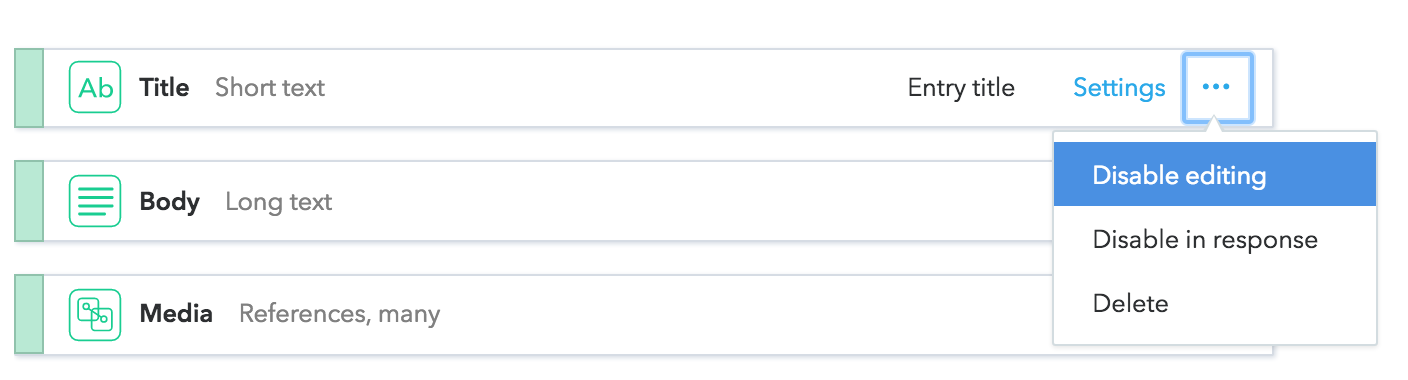 Ab Title Short text Entry title Settings
Disable editing
Body Long text
Disable in response
Delete
Media References, many